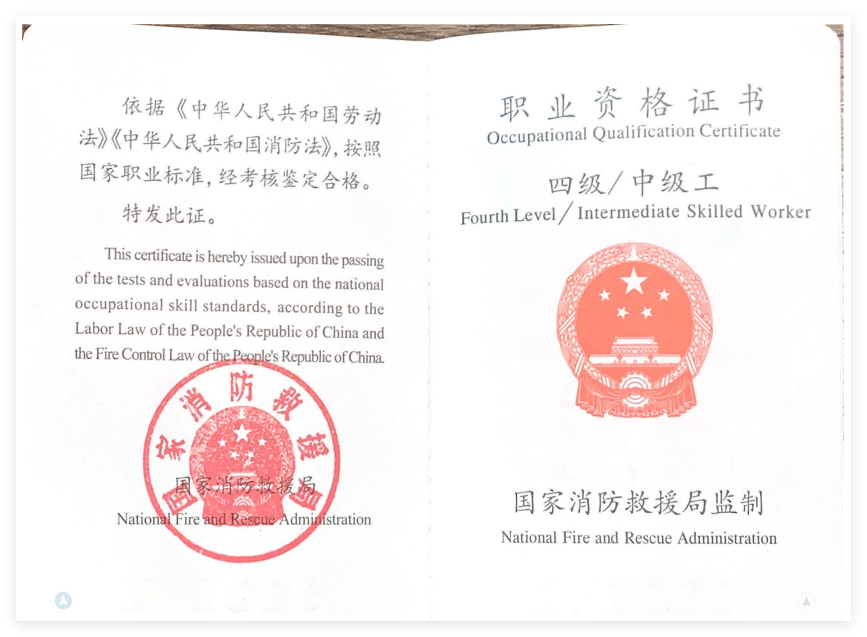 依据《中华人民共和国劳动
法》《中华人民共和国消防法》,按照
国家职业标准,经考核鉴定合格。
特发此证。
This certificate is hereby issued upon the passing
of the tests and evaluations based on the national
occupational skill standards, according to the
Labor Law of the People's Republic of China and
the Fire Control Law of the People's Republic of China.
国家消防救援局
国家消防救援局
National Fire and Rescue Administration
职业资格证书
Occupational Qualification Certificate
四级/中级工
Fourth Level/Intermediate Skilled Worker
国家消防救援局监制
National Fire and Rescue Administration